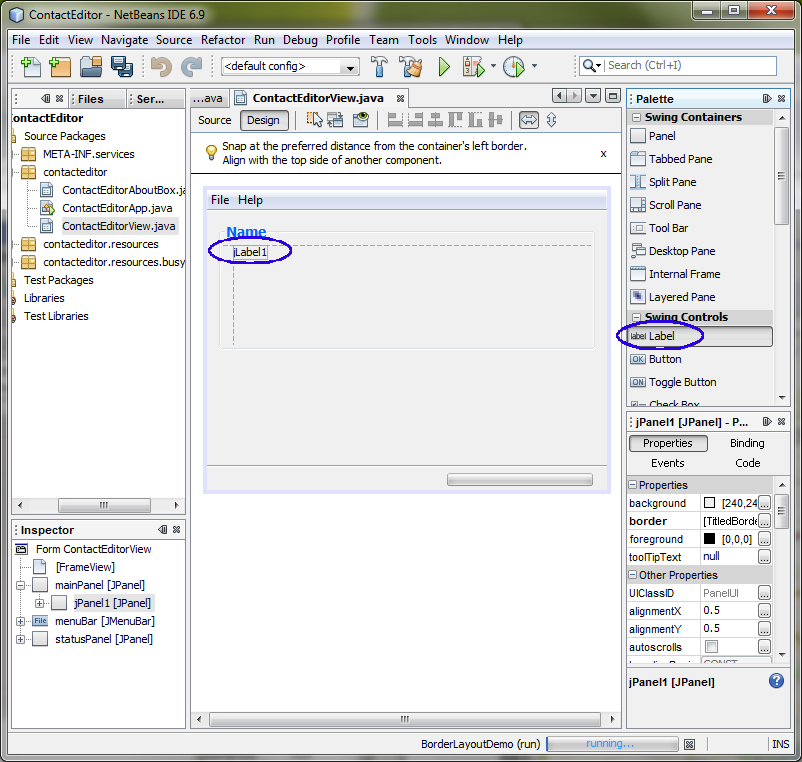 ContactEditor - NetBeans IDE 6.9
File Edit View Navigate Source Refactor Run Debug Profile Team Tools Window Help
<default config>
Search (Ctrl+I)
Files
Ser...
...ava
ContactEditorView.java
Source
Design
ontactEditor
Source Packages
META-INF.services
contacteditor
ContactEditorAboutBox.ja
ContactEditorApp.java
ContactEditorView.java
contacteditor.resources
contacteditor.resources.busy
Test Packages
Libraries
Test Libraries
Inspector
Form ContactEditorView
[FrameView]
mainPanel [JPanel]
jPanel1 [JPanel]
File
menuBar [JMenuBar]
statusPanel [JPanel]
Snap at the preferred distance from the container's left border.
Align with the top side of another component.
x
File Help
Name
jLabel1
Palette
Swing Containers
Panel
Tabbed Pane
Split Pane
Scroll Pane
Tool Bar
Desktop Pane
Internal Frame
Layered Pane
Swing Controls
label Label
OK Button
ON Toggle Button
Check Box
jPanel1 [JPanel] - P...
Properties Binding
Events Code
Properties
background [240,24 ...
border [TitledBorde ...
foreground [0,0,0] ...
toolTipText null ...
Other Properties
UIClassID PanelUI ...
alignmentX 0.5 ...
alignmentY 0.5 ...
autoscrolls ...
jPanel1 [JPanel]
?
BorderLayoutDemo (run) running... INS